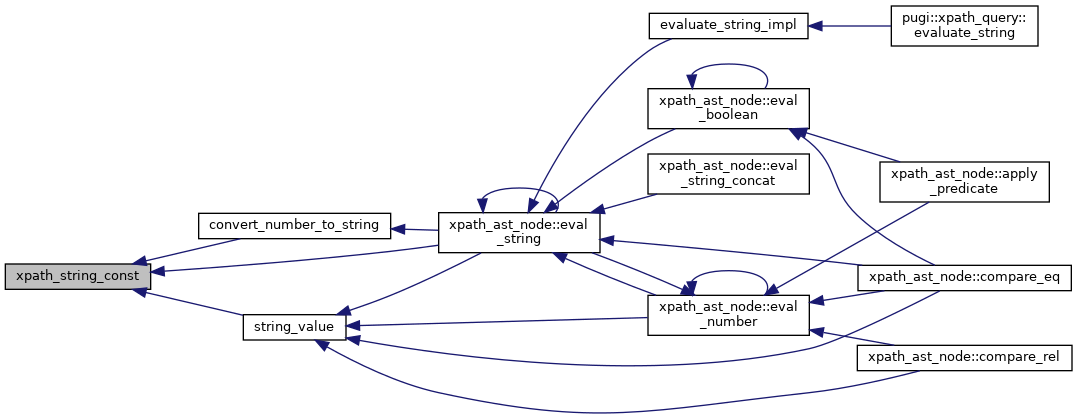 xpath_string_const
convert_number_to_string
string_value
xpath_ast_node::eval
_string
evaluate_string_impl
xpath_ast_node::eval
_boolean
xpath_ast_node::eval
_string_concat
xpath_ast_node::eval
_number
pugi::xpath_query::
evaluate_string
xpath_ast_node::apply
_predicate
xpath_ast_node::compare_eq
xpath_ast_node::compare_rel